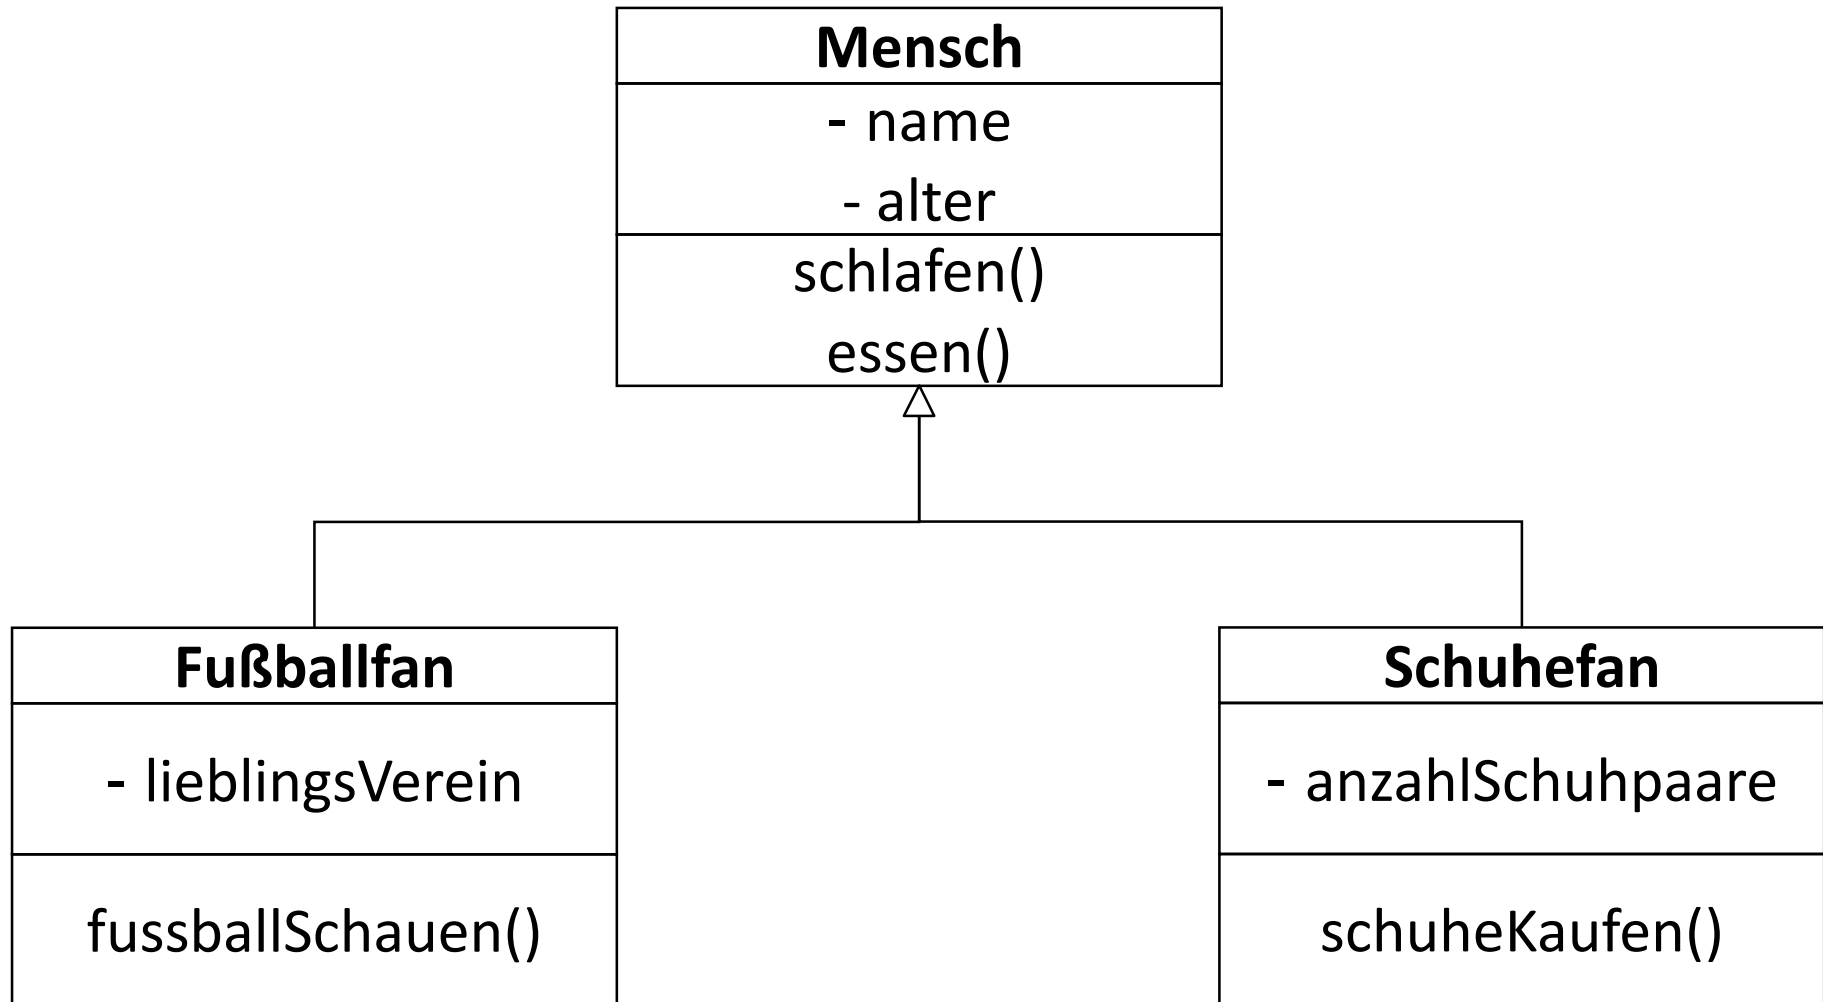 Mensch
- name
- alter
schlafen()
essen()
Fußballfan
- lieblingsVerein
fussballSchauen()
Schuhefan
- anzahlSchuhpaare
schuheKaufen()